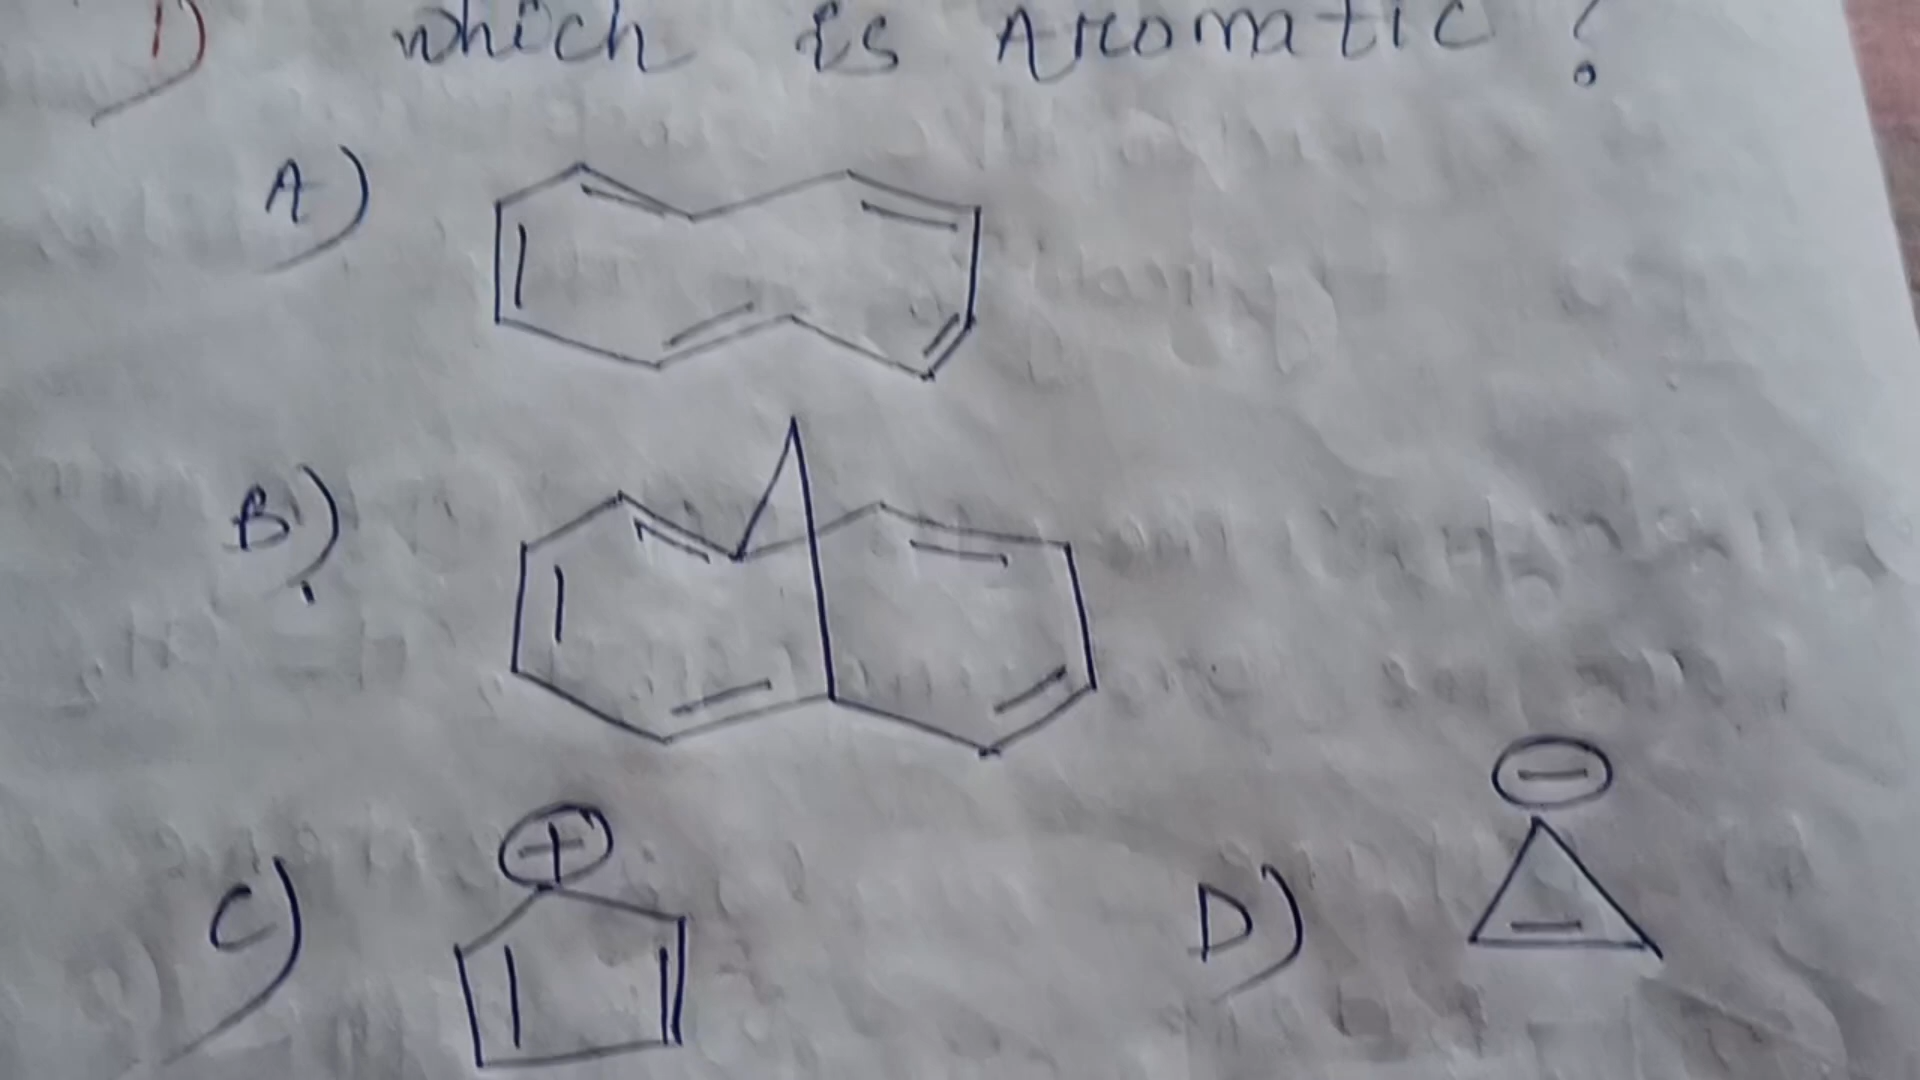 1) which is Aromatic ?
A)
B)
C) +
D) −